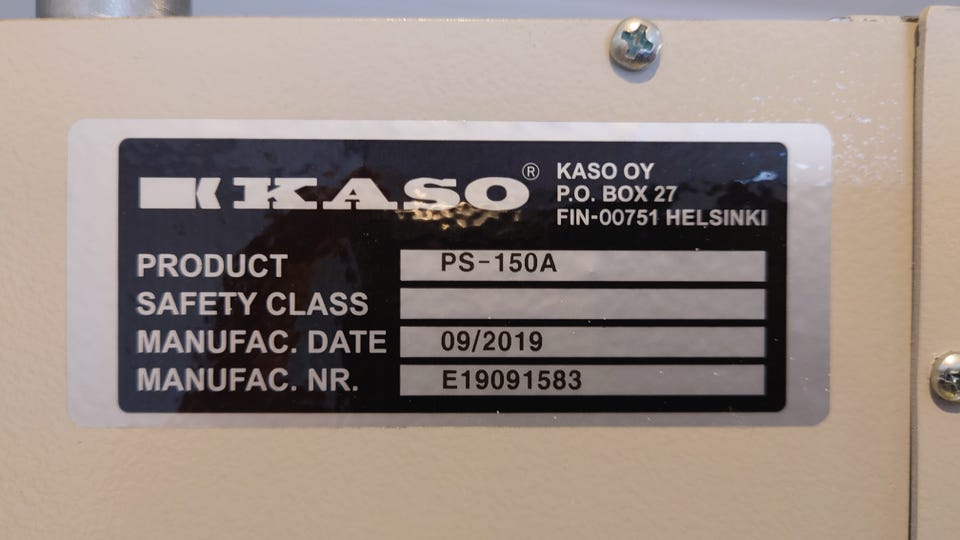 KASO®
KASO OY
P.O. BOX 27
FIN-00751 HELSINKI
PRODUCT PS-150A
SAFETY CLASS
MANUFAC. DATE 09/2019
MANUFAC. NR. E19091583